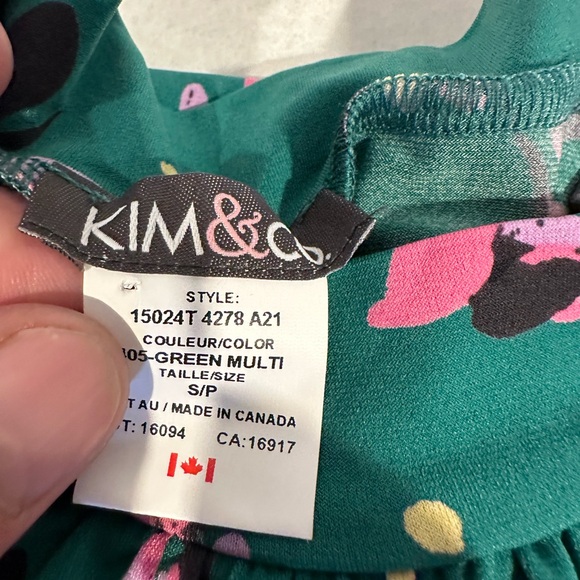 KIM&Co.
STYLE:
15024T 4278 A21
COULEUR/COLOR
05-GREEN MULTI
TAILLE/SIZE
S/P
T AU / MADE IN CANADA
T: 16094 CA:16917